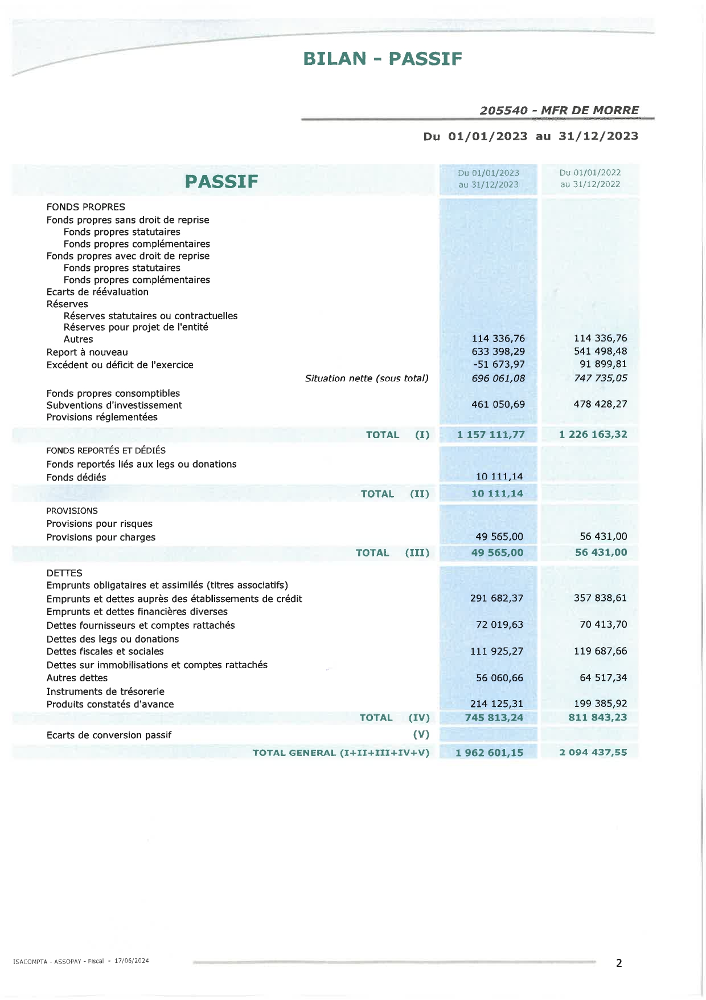 BILAN - PASSIF
205540 - MFR DE MORRE
Du 01/01/2023 au 31/12/2023
PASSIF
Du 01/01/2023 au 31/12/2023
Du 01/01/2022 au 31/12/2022
FONDS PROPRES
Fonds propres sans droit de reprise
Fonds propres statutaires
Fonds propres complémentaires
Fonds propres avec droit de reprise
Fonds propres statutaires
Fonds propres complémentaires
Ecarts de réévaluation
Réserves
Réserves statutaires ou contractuelles
Réserves pour projet de l'entité
Autres 114 336,76 114 336,76
Report à nouveau 633 398,29 541 498,48
Excédent ou déficit de l'exercice -51 673,97 91 899,81
Situation nette (sous total) 696 061,08 747 735,05
Fonds propres consomptibles
Subventions d'investissement 461 050,69 478 428,27
Provisions réglementées
TOTAL (I) 1 157 111,77 1 226 163,32
FONDS REPORTÉS ET DÉDIÉS
Fonds reportés liés aux legs ou donations
Fonds dédiés 10 111,14
TOTAL (II) 10 111,14
PROVISIONS
Provisions pour risques
Provisions pour charges 49 565,00 56 431,00
TOTAL (III) 49 565,00 56 431,00
DETTES
Emprunts obligataires et assimilés (titres associatifs)
Emprunts et dettes auprès des établissements de crédit 291 682,37 357 838,61
Emprunts et dettes financières diverses
Dettes fournisseurs et comptes rattachés 72 019,63 70 413,70
Dettes des legs ou donations
Dettes fiscales et sociales 111 925,27 119 687,66
Dettes sur immobilisations et comptes rattachés
Autres dettes 56 060,66 64 517,34
Instruments de trésorerie
Produits constatés d'avance 214 125,31 199 385,92
TOTAL (IV) 745 813,24 811 843,23
Ecarts de conversion passif (V)
TOTAL GENERAL (I+II+III+IV+V) 1 962 601,15 2 094 437,55
ISACOMPTA - ASSOPAY - Fiscal - 17/06/2024
2